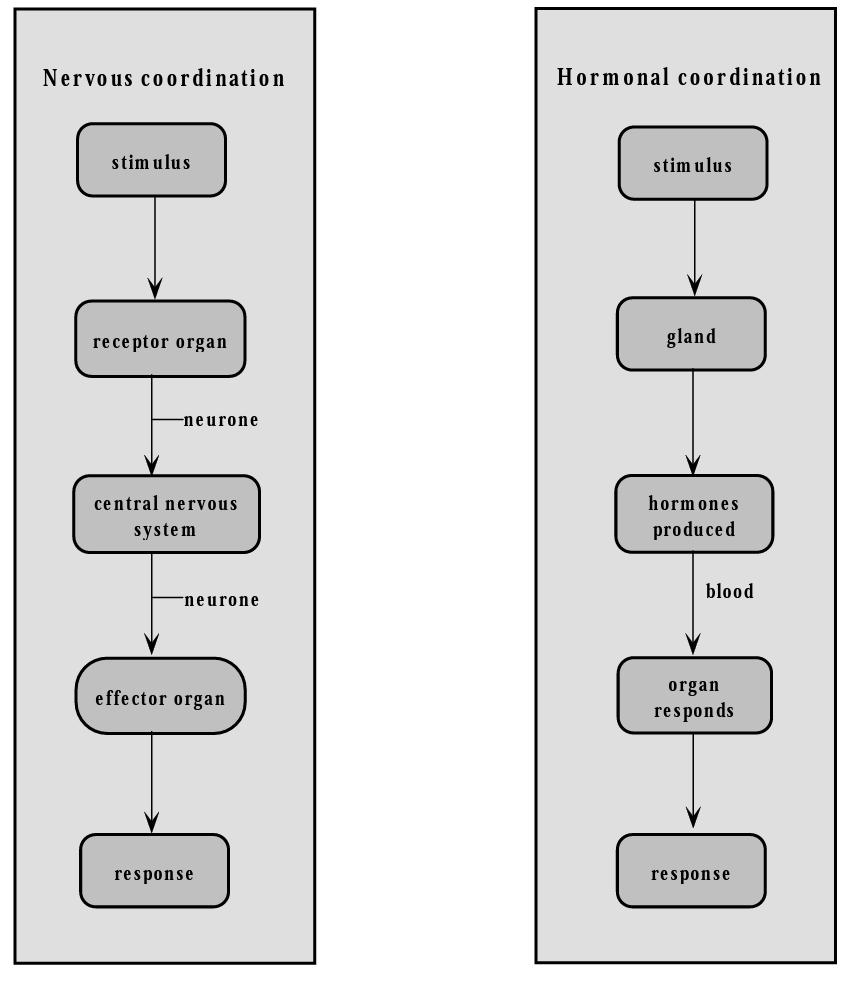 Nervous coordination
stimulus
receptor organ
neurone
central nervous
system
neurone
effector organ
response
Hormonal coordination
stimulus
gland
hormones
produced
blood
organ
responds
response